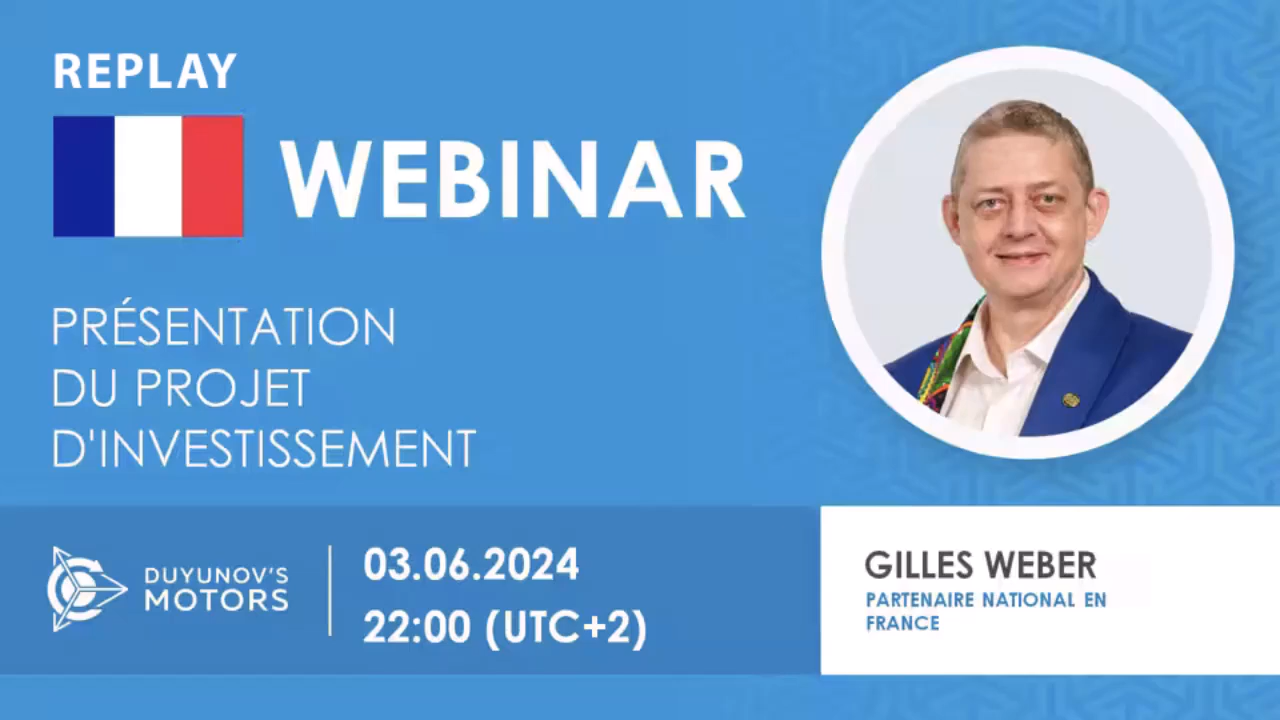 REPLAY
WEBINAR
PRÉSENTATION
DU PROJET
D'INVESTISSEMENT
DUYUNOV'S
MOTORS
03.06.2024
22:00 (UTC+2)
GILLES WEBER
PARTENAIRE NATIONAL EN
FRANCE